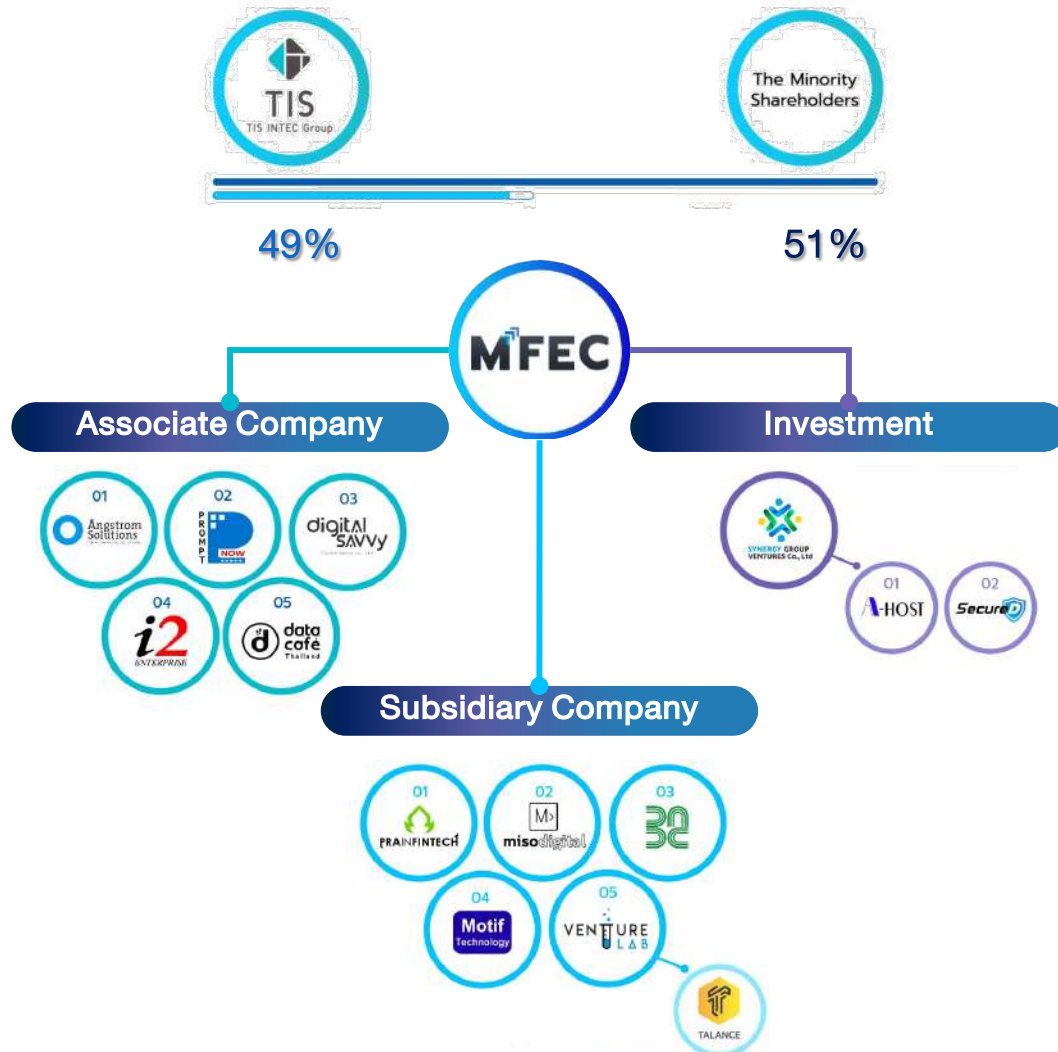 TIS
TIS INTEC Group
The Minority
Shareholders
49%
51%
MFEC
Associate Company
Investment
01
Angstrom
Solutions
02
PROMPT
NOW
03
digital
SAVVY
04
i2
ENTERPRISE
05
data
café
Thailand
SYNERGY GROUP
VENTURES Co., Ltd
01
A-HOST
02
SecureD
Subsidiary Company
01
PRAINFINTECH
02
M>
misodigital
03
04
Motif
Technology
05
VENTURE
LAB
TALANCE